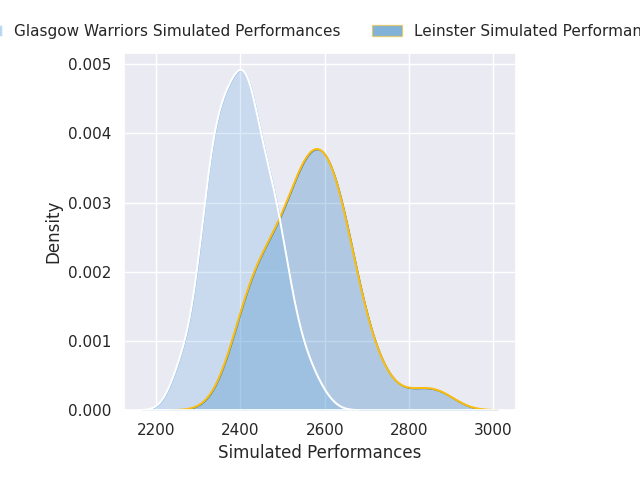 Glasgow Warriors Simulated Performances
Leinster Simulated Performan
0.005
0.004
0.003
0.002
0.001
0.000
Density
2200 2400 2600 2800 3000
Simulated Performances